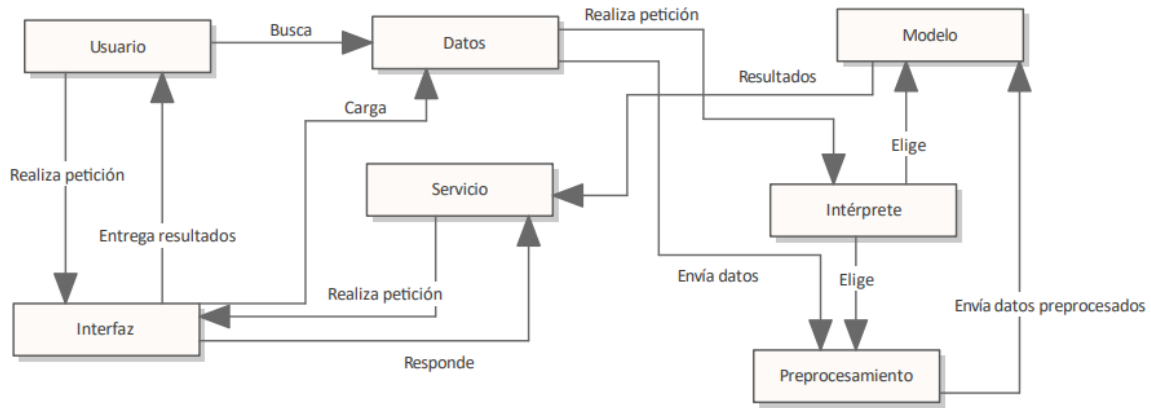 Realiza petición
Usuario
Busca
Datos
Modelo
Resultados
Carga
Elige
Realiza petición
Servicio
Intérprete
Entrega resultados
Envía datos
Elige
Realiza petición
Envía datos preprocesados
Interfaz
Responde
Preprocesamiento